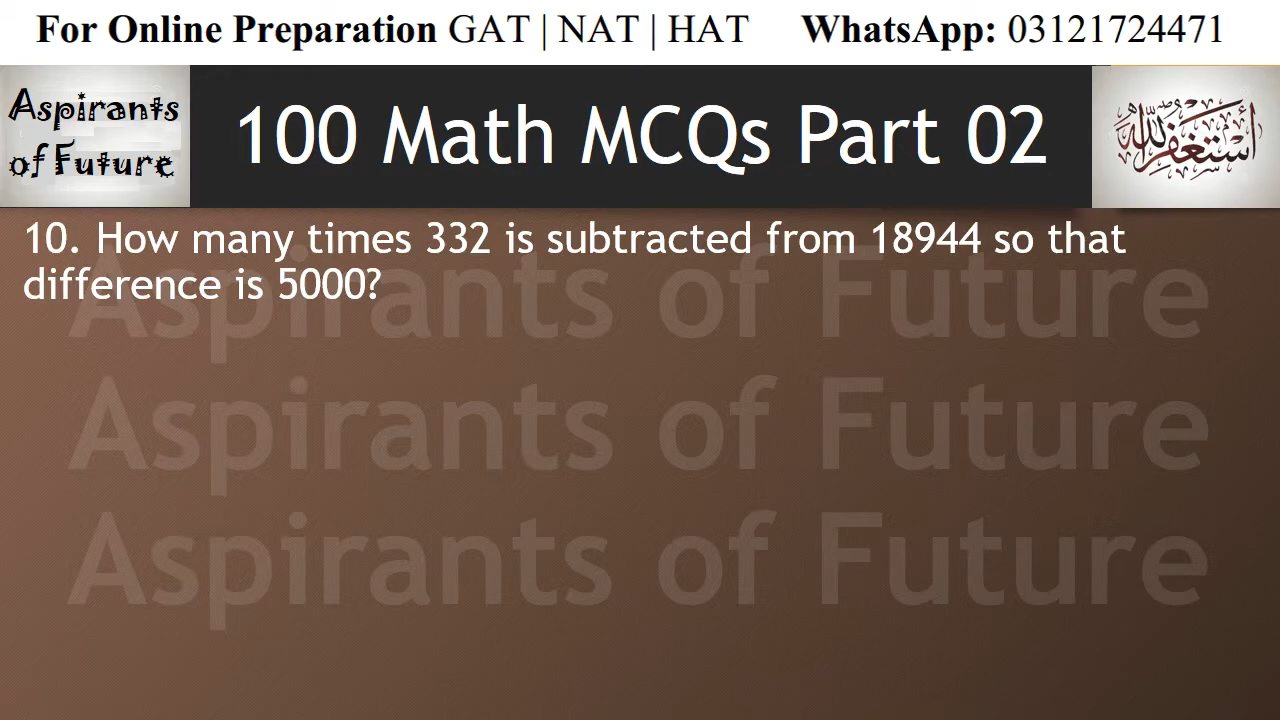 For Online Preparation GAT | NAT | HAT WhatsApp: 03121724471
Aspirants
of Future
100 Math MCQs Part 02
أستغفر الله
10. How many times 332 is subtracted from 18944 so that
difference is 5000?
Aspirants of Future
Aspirants of Future
Aspirants of Future